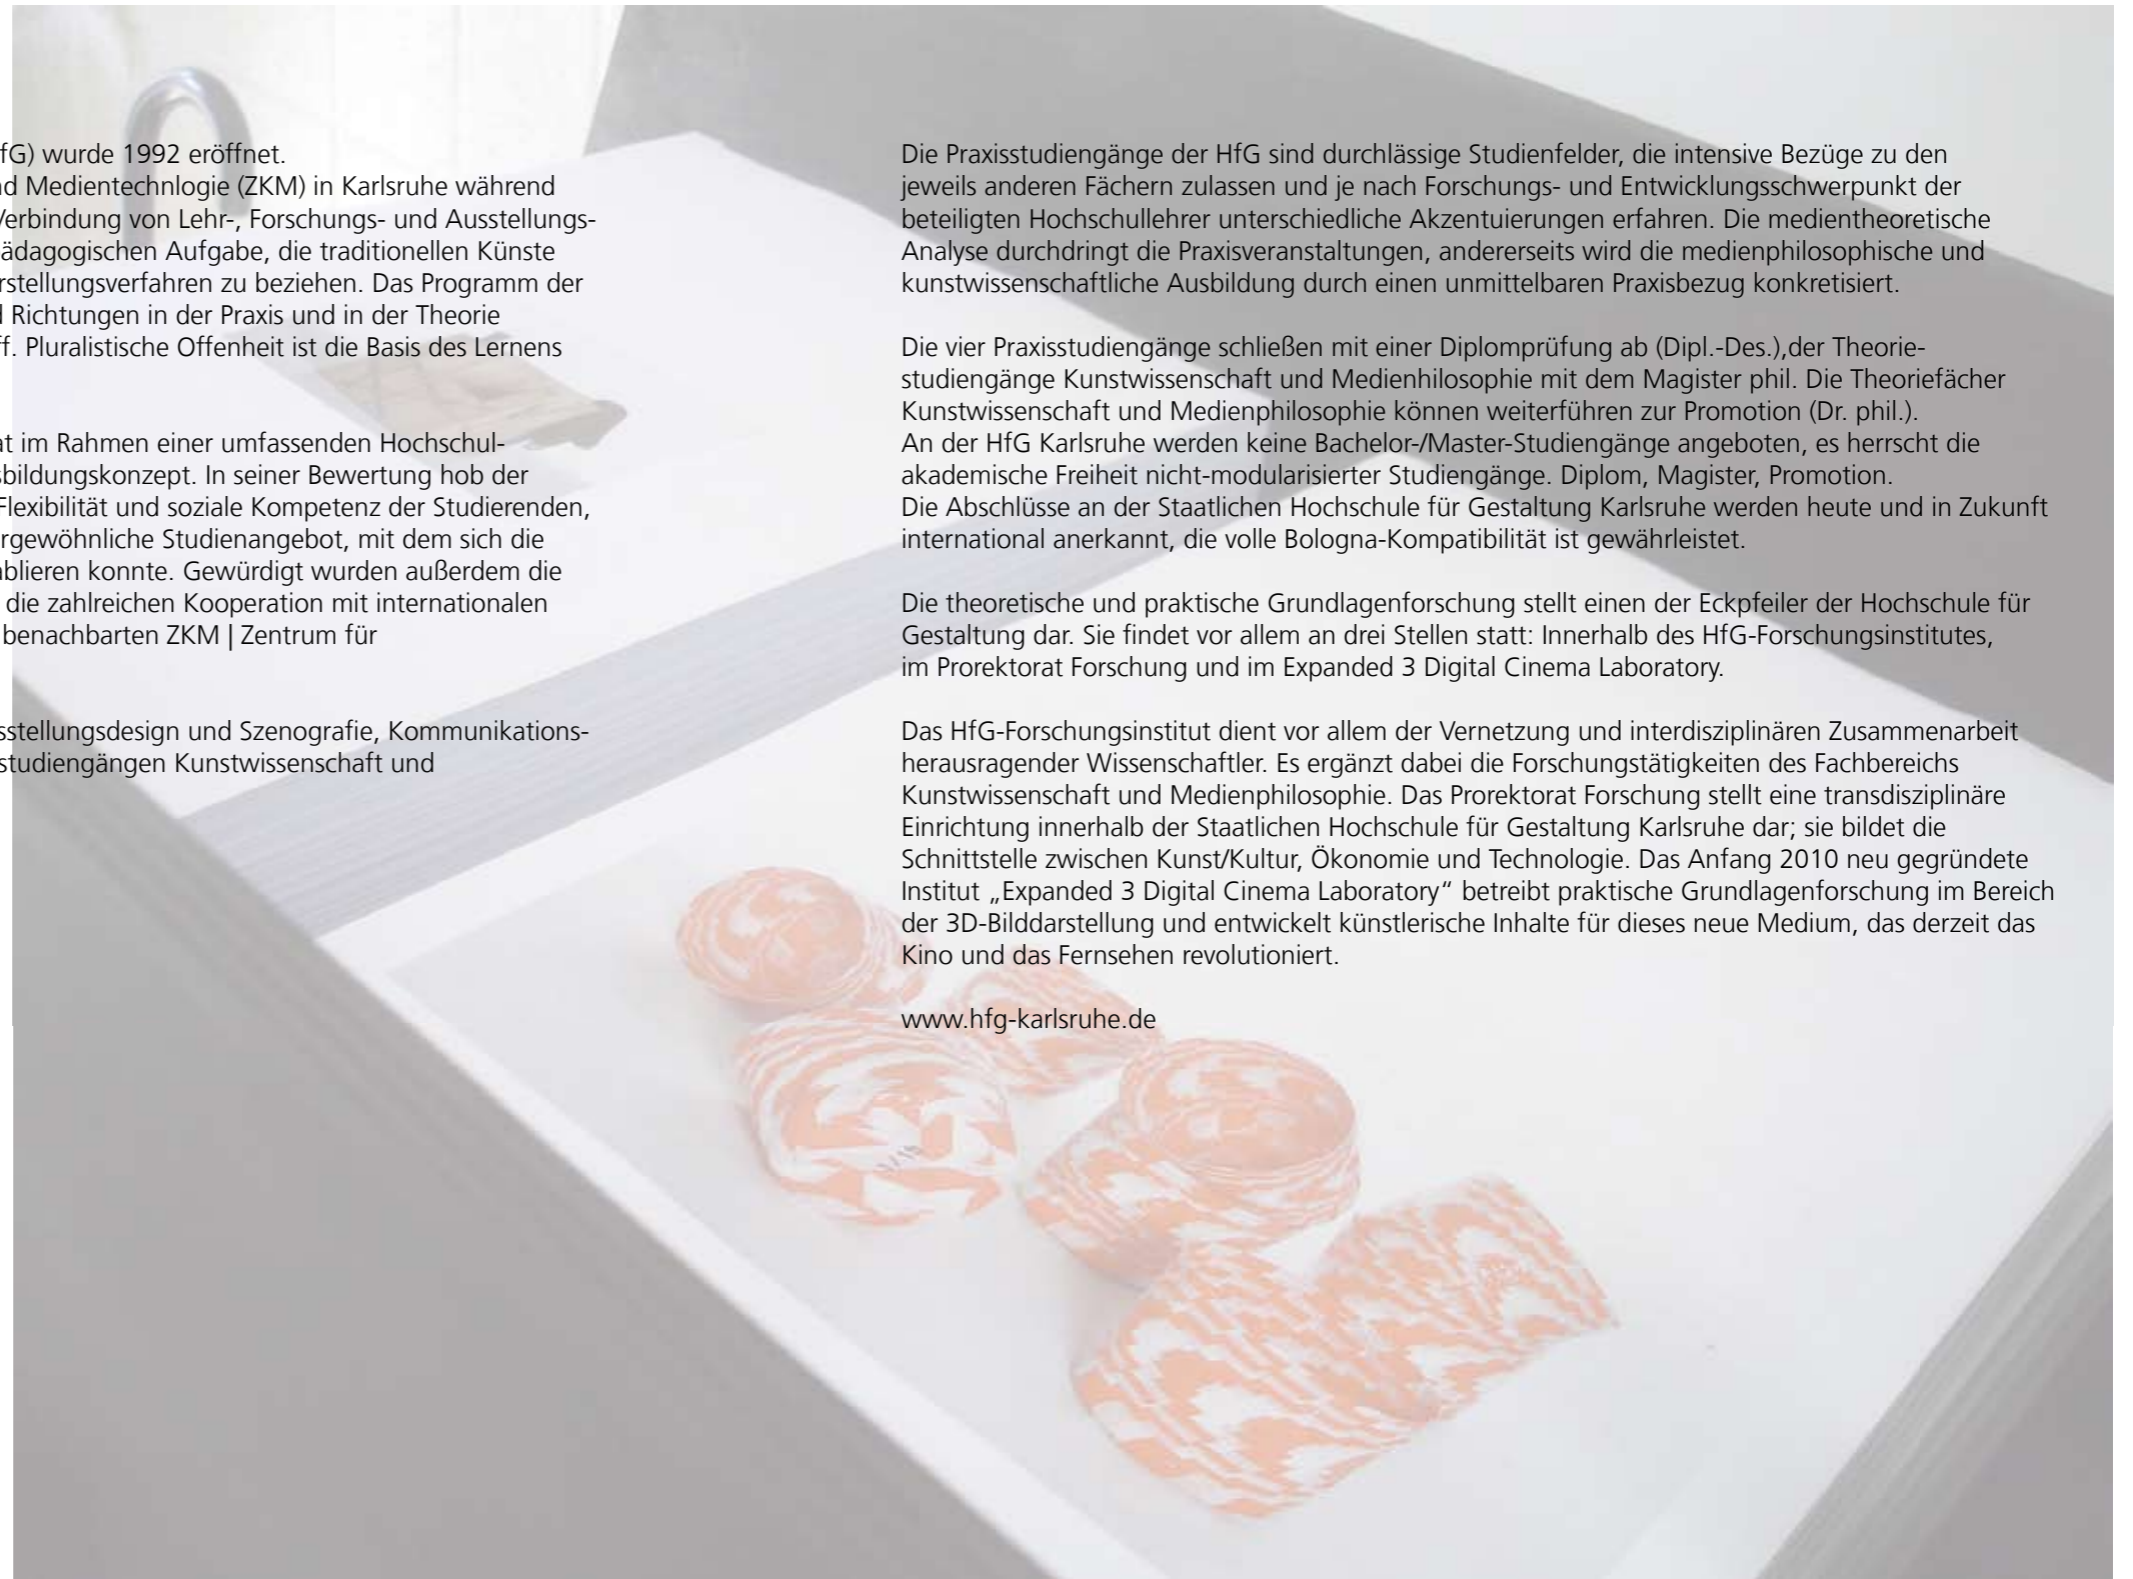 fG) wurde 1992 eröffnet.
nd Medientechnlogie (ZKM) in Karlsruhe während
Verbindung von Lehr-, Forschungs- und Ausstellungs-
ädagogischen Aufgabe, die traditionellen Künste
rstellungsverfahren zu beziehen. Das Programm der
d Richtungen in der Praxis und in der Theorie
ff. Pluralistische Offenheit ist die Basis des Lernens
at im Rahmen einer umfassenden Hochschul-
sbildungskonzept. In seiner Bewertung hob der
Flexibilität und soziale Kompetenz der Studierenden,
rgewöhnliche Studienangebot, mit dem sich die
ablieren konnte. Gewürdigt wurden außerdem die
die zahlreichen Kooperation mit internationalen
benachbarten ZKM | Zentrum für
sstellungsdesign und Szenografie, Kommunikations-
studiengängen Kunstwissenschaft und
Die Praxisstudiengänge der HfG sind durchlässige Studienfelder, die intensive Bezüge zu den
jeweils anderen Fächern zulassen und je nach Forschungs- und Entwicklungsschwerpunkt der
beteiligten Hochschullehrer unterschiedliche Akzentuierungen erfahren. Die medientheoretische
Analyse durchdringt die Praxisveranstaltungen, andererseits wird die medienphilosophische und
kunstwissenschaftliche Ausbildung durch einen unmittelbaren Praxisbezug konkretisiert.
Die vier Praxisstudiengänge schließen mit einer Diplomprüfung ab (Dipl.-Des.),der Theorie-
studiengänge Kunstwissenschaft und Medienhilosophie mit dem Magister phil. Die Theoriefächer
Kunstwissenschaft und Medienphilosophie können weiterführen zur Promotion (Dr. phil.).
An der HfG Karlsruhe werden keine Bachelor-/Master-Studiengänge angeboten, es herrscht die
akademische Freiheit nicht-modularisierter Studiengänge. Diplom, Magister, Promotion.
Die Abschlüsse an der Staatlichen Hochschule für Gestaltung Karlsruhe werden heute und in Zukunft
international anerkannt, die volle Bologna-Kompatibilität ist gewährleistet.
Die theoretische und praktische Grundlagenforschung stellt einen der Eckpfeiler der Hochschule für
Gestaltung dar. Sie findet vor allem an drei Stellen statt: Innerhalb des HfG-Forschungsinstitutes,
im Prorektorat Forschung und im Expanded 3 Digital Cinema Laboratory.
Das HfG-Forschungsinstitut dient vor allem der Vernetzung und interdisziplinären Zusammenarbeit
herausragender Wissenschaftler. Es ergänzt dabei die Forschungstätigkeiten des Fachbereichs
Kunstwissenschaft und Medienphilosophie. Das Prorektorat Forschung stellt eine transdisziplinäre
Einrichtung innerhalb der Staatlichen Hochschule für Gestaltung Karlsruhe dar; sie bildet die
Schnittstelle zwischen Kunst/Kultur, Ökonomie und Technologie. Das Anfang 2010 neu gegründete
Institut „Expanded 3 Digital Cinema Laboratory“ betreibt praktische Grundlagenforschung im Bereich
der 3D-Bilddarstellung und entwickelt künstlerische Inhalte für dieses neue Medium, das derzeit das
Kino und das Fernsehen revolutioniert.
www.hfg-karlsruhe.de